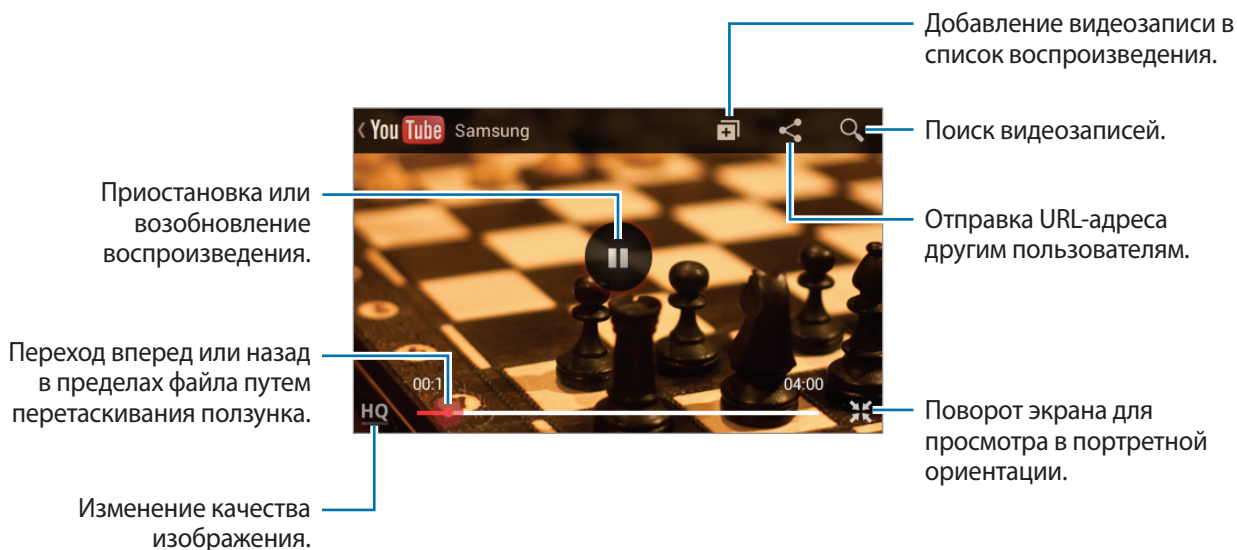 Добавление видеозаписи в
список воспроизведения.
You Tube Samsung
Поиск видеозаписей.
Приостановка или
возобновление
воспроизведения.
Отправка URL-адреса
другим пользователям.
Переход вперед или назад
в пределах файла путем
перетаскивания ползунка.
00:1
04:00
HQ
Поворот экрана для
просмотра в портретной
ориентации.
Изменение качества
изображения.